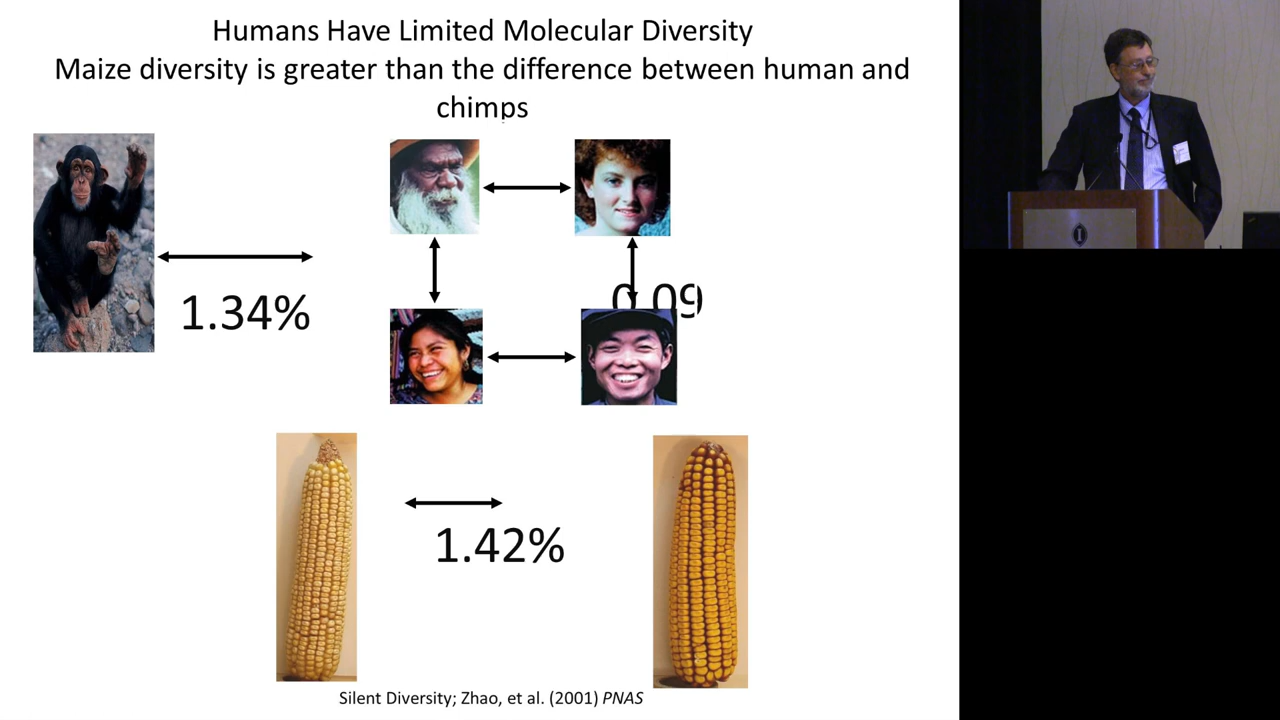 Humans Have Limited Molecular Diversity
Maize diversity is greater than the difference between human and
chimps
1.34%
0.09
1.42%
Silent Diversity; Zhao, et al. (2001) PNAS